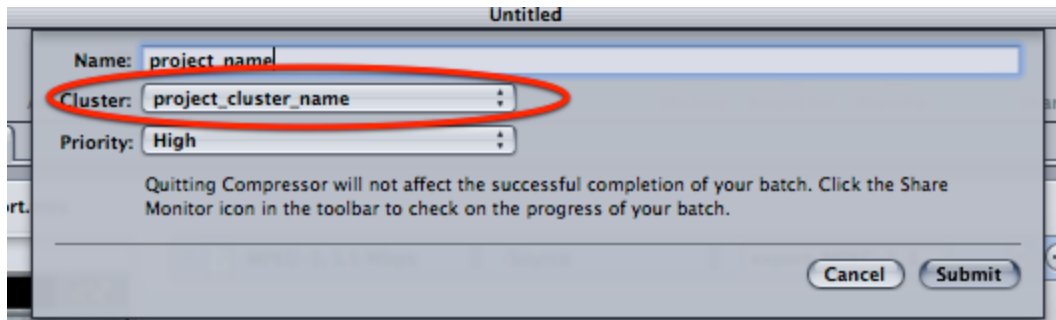 Untitled
Name: project_name
Cluster: project_cluster_name
Priority: High
Quitting Compressor will not affect the successful completion of your batch. Click the Share
Monitor icon in the toolbar to check on the progress of your batch.
rt.
Cancel Submit